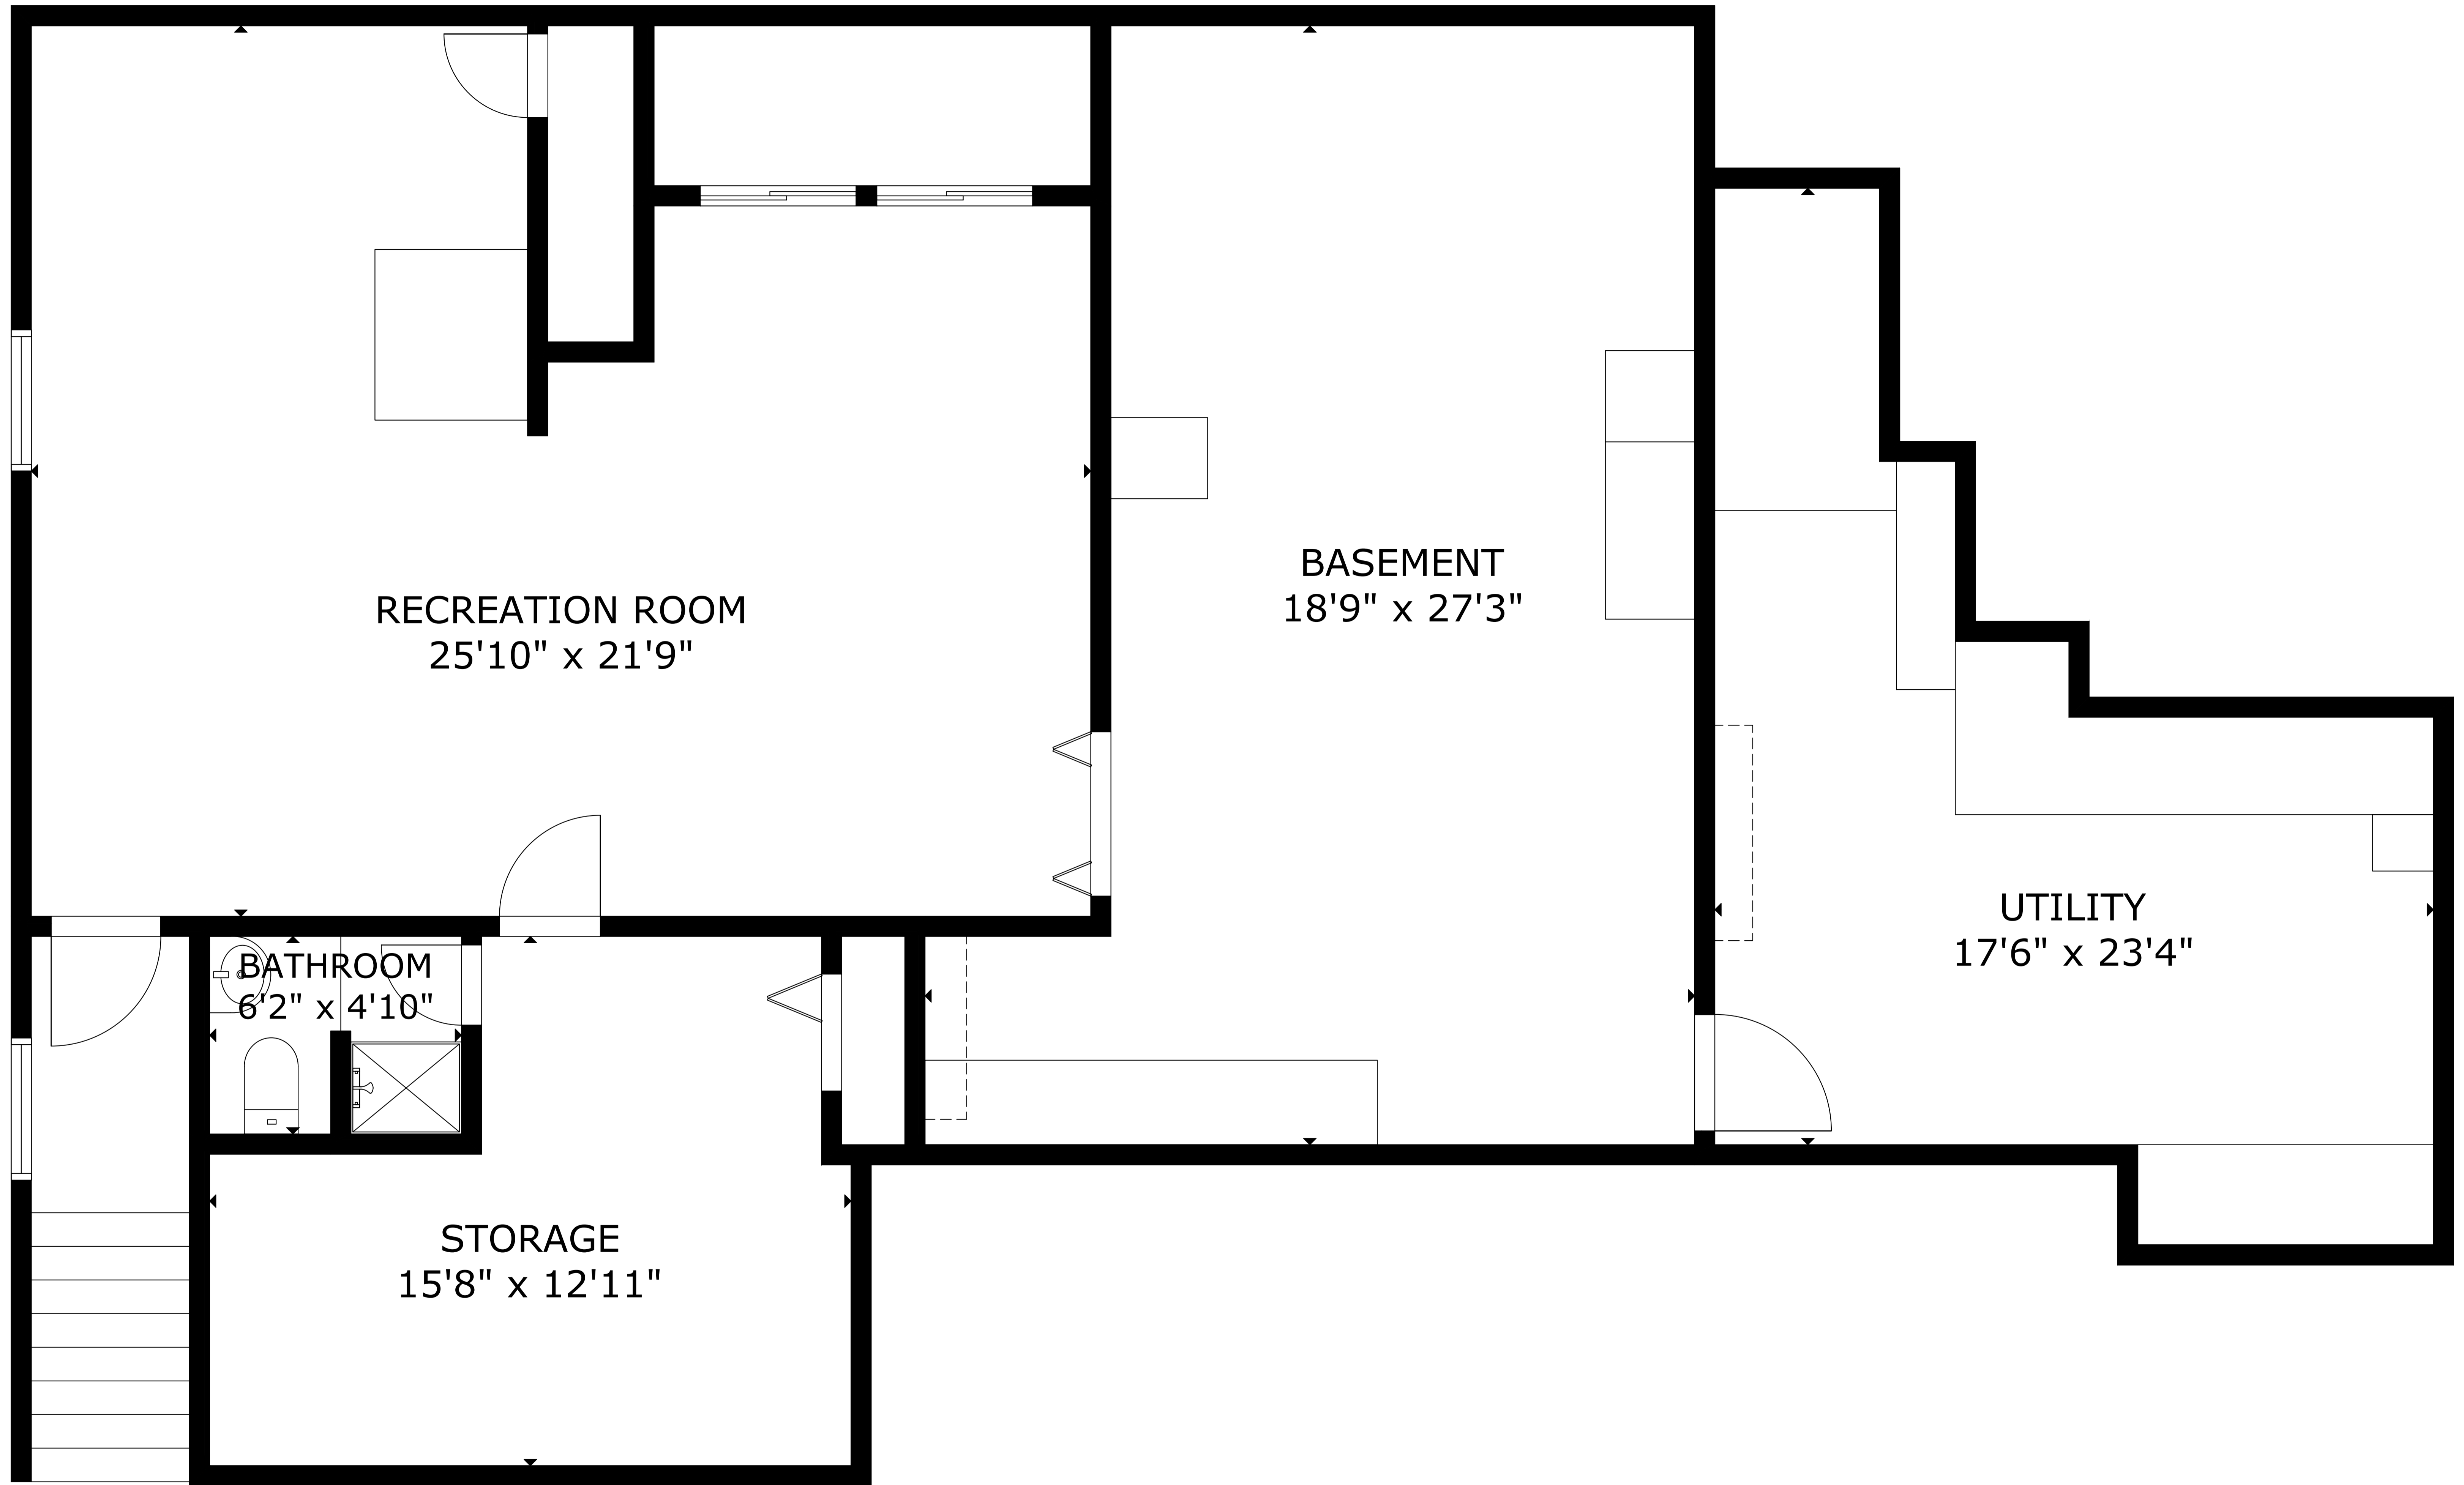 RECREATION ROOM
25'10" x 21'9"
BASEMENT
18'9" x 27'3"
UTILITY
17'6" x 23'4"
BATHROOM
6'2" x 4'10"
STORAGE
15'8" x 12'11"